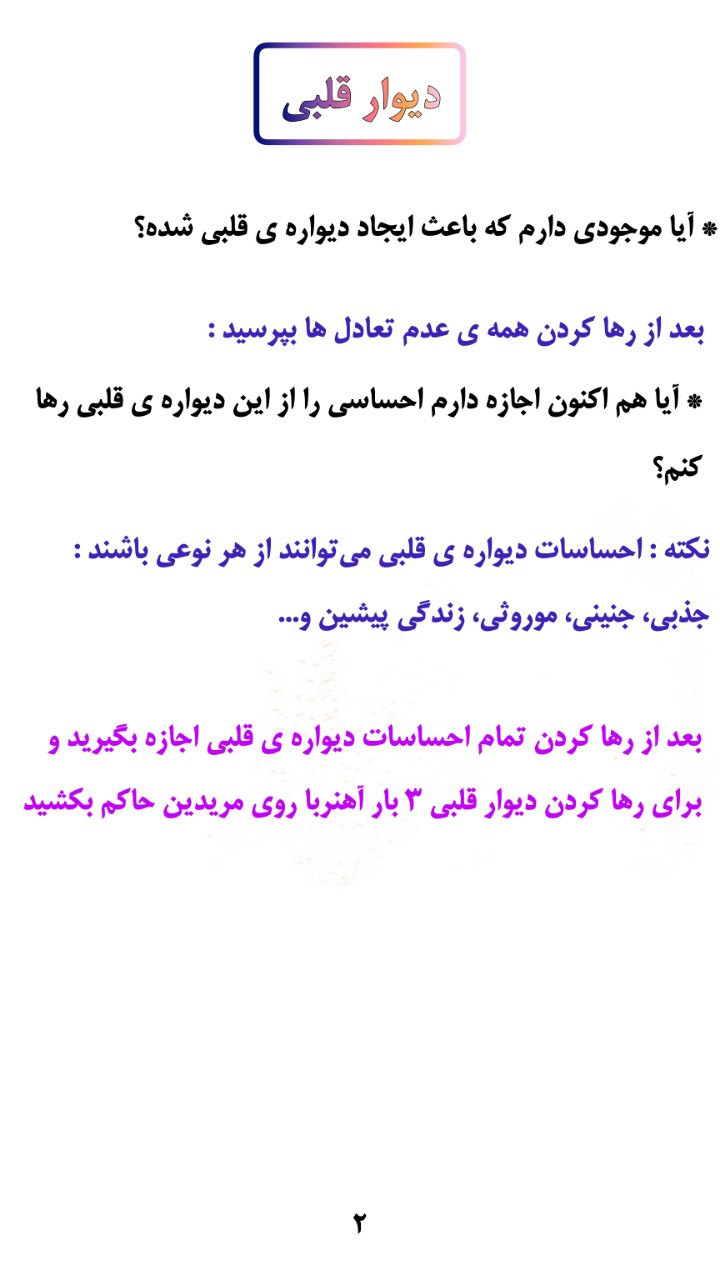 دیوار قلبی
* آیا موجودی دارم که باعث ایجاد دیواره ی قلبی شده؟
بعد از رها کردن همه ی عدم تعادل ها بپرسید :
* آیا هم اکنون اجازه دارم احساسی را از این دیواره ی قلبی رها
کنم؟
نکته : احساسات دیواره ی قلبی می‌توانند از هر نوعی باشند :
جذبی، جنینی، موروثی، زندگی پیشین و...
بعد از رها کردن تمام احساسات دیواره ی قلبی اجازه بگیرید و
برای رها کردن دیوار قلبی ۳ بار آهنربا روی مریدین حاکم بکشید
۲